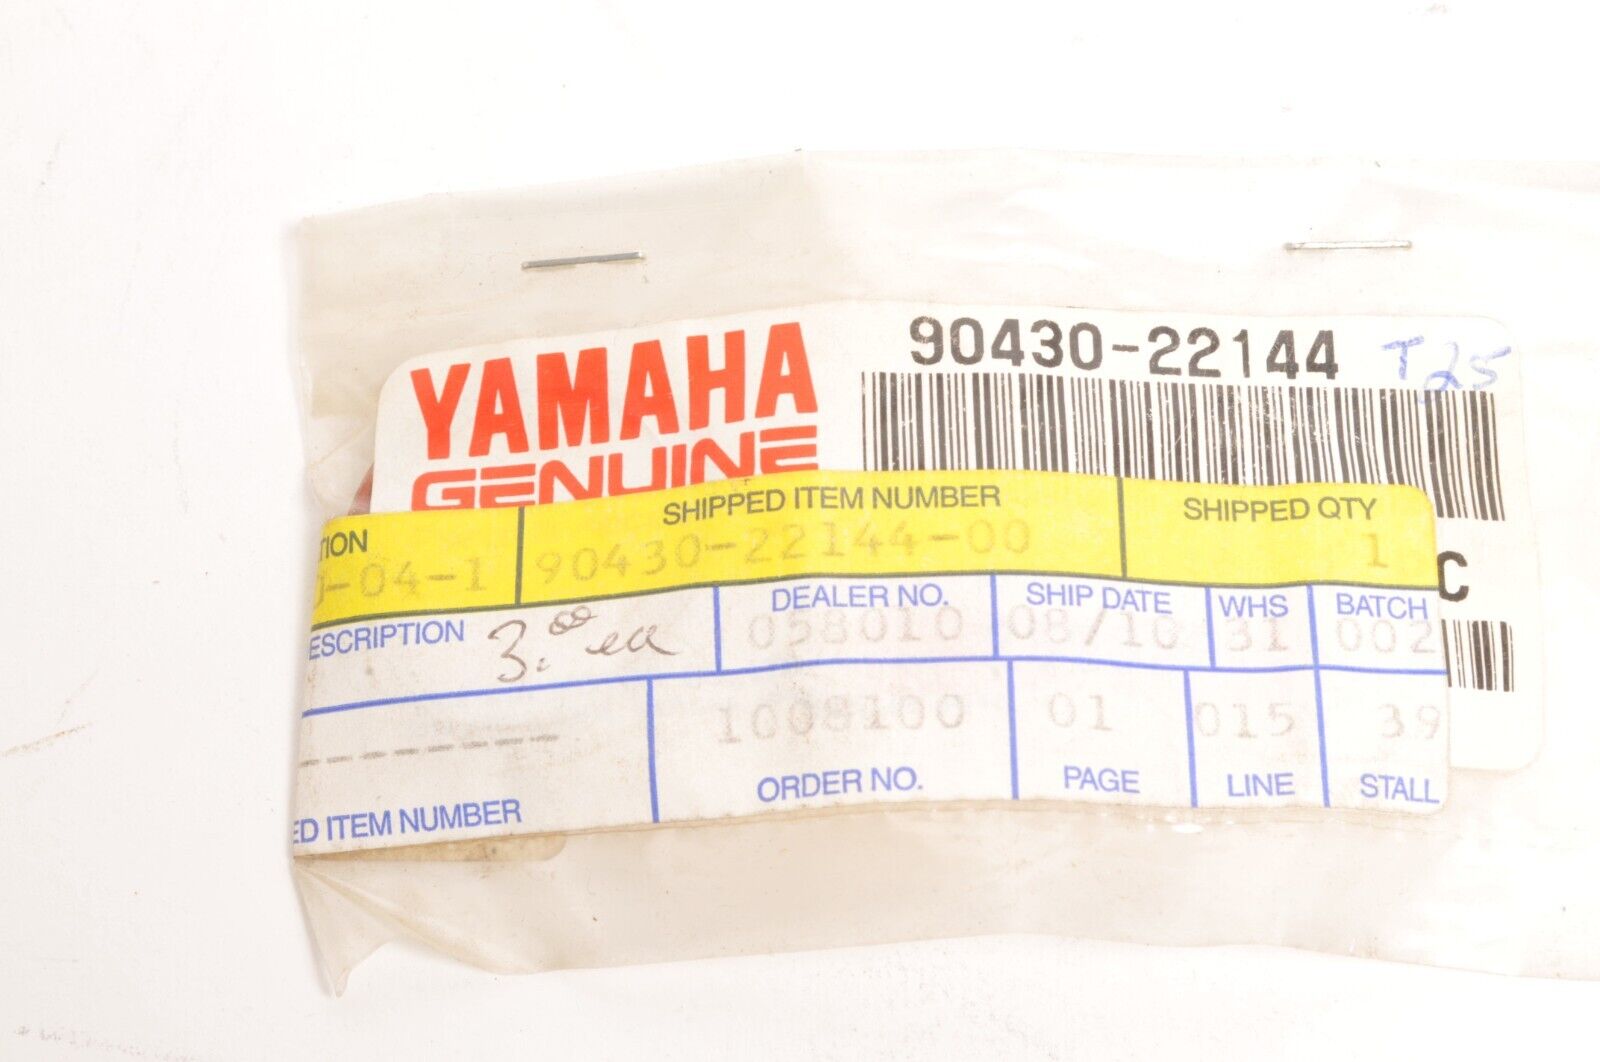 90430-22144 T25
YAMAHA
GENUINE
C
TION SHIPPED ITEM NUMBER SHIPPED QTY
-04-1 90430-22144-00 1
ESCRIPTION 3.00 ea DEALER NO. SHIP DATE WHS BATCH
058010 08/10 31 002
---------- 1008100 01 015 39
ED ITEM NUMBER ORDER NO. PAGE LINE STALL